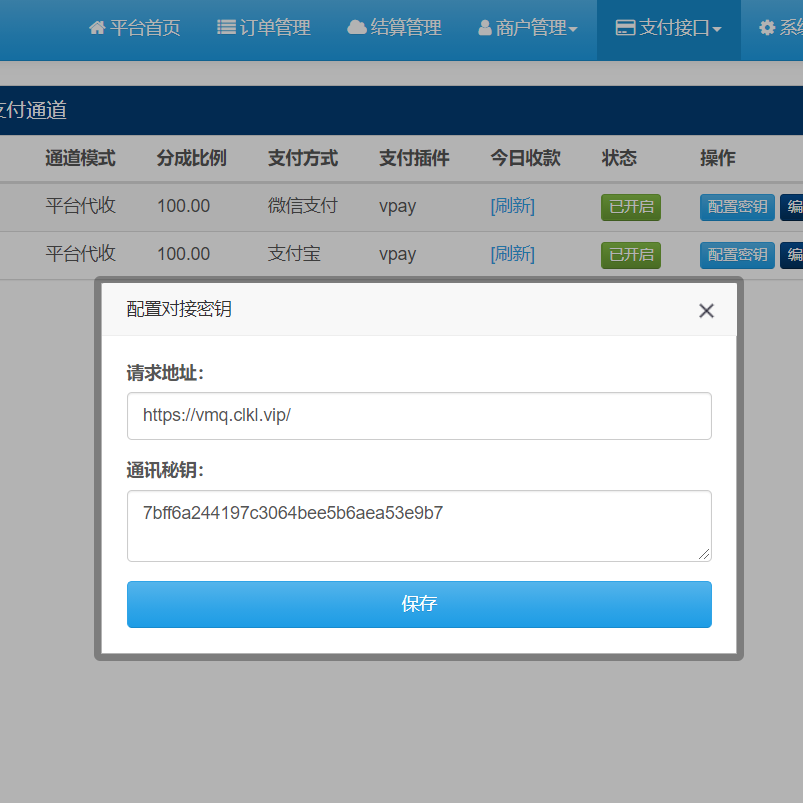 平台首页 订单管理 结算管理 商户管理 支付接口
付通道
通道模式 分成比例 支付方式 支付插件 今日收款 状态 操作
平台代收 100.00 微信支付 vpay [刷新] 已开启 配置密钥 编
平台代收 100.00 支付宝 vpay [刷新] 已开启 配置密钥 编
配置对接密钥
请求地址:
https://vmq.clkl.vip/
通讯秘钥:
7bff6a244197c3064bee5b6aea53e9b7
保存